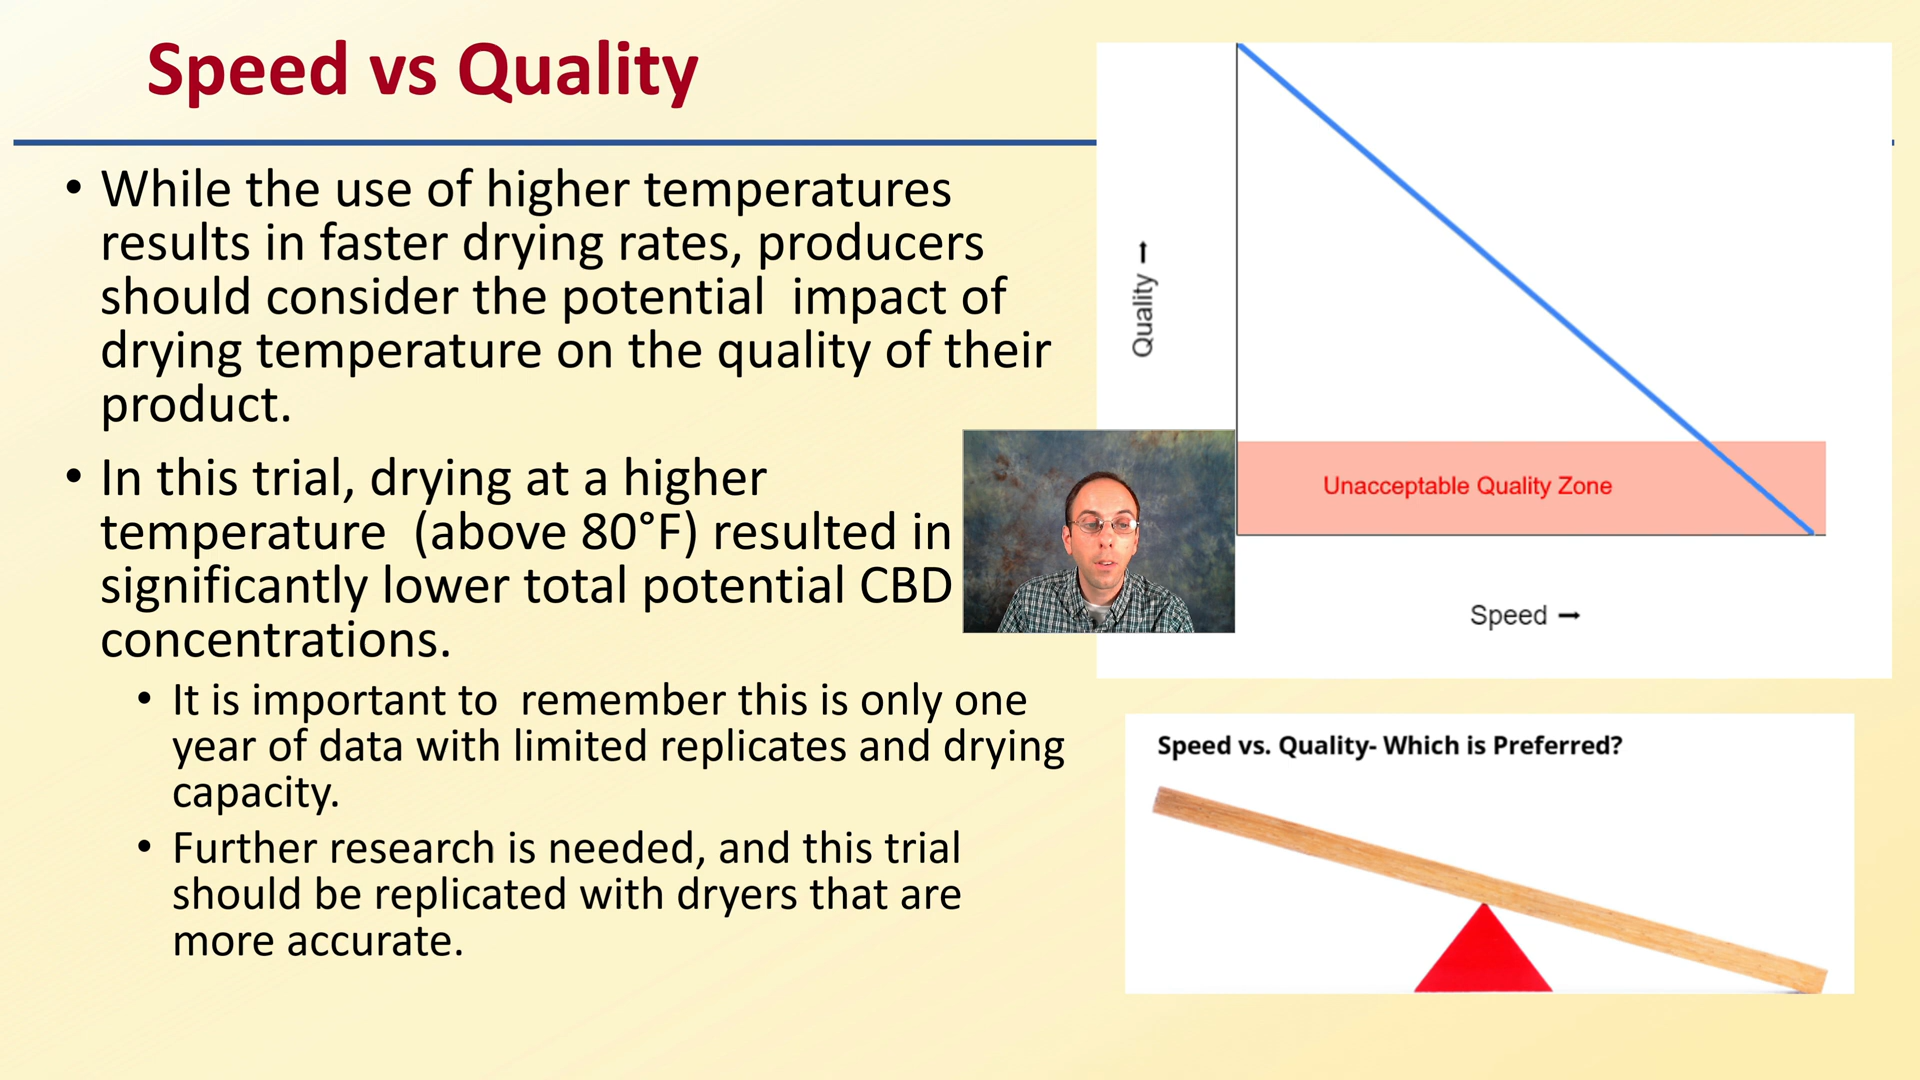 Speed vs Quality
• While the use of higher temperatures
results in faster drying rates, producers
should consider the potential  impact of
drying temperature on the quality of their
product.
• In this trial, drying at a higher
temperature  (above 80°F) resulted in
significantly lower total potential CBD
concentrations.
• It is important to  remember this is only one
year of data with limited replicates and drying
capacity.
• Further research is needed, and this trial
should be replicated with dryers that are
more accurate.
Quality →
Unacceptable Quality Zone
Speed →
Speed vs. Quality- Which is Preferred?